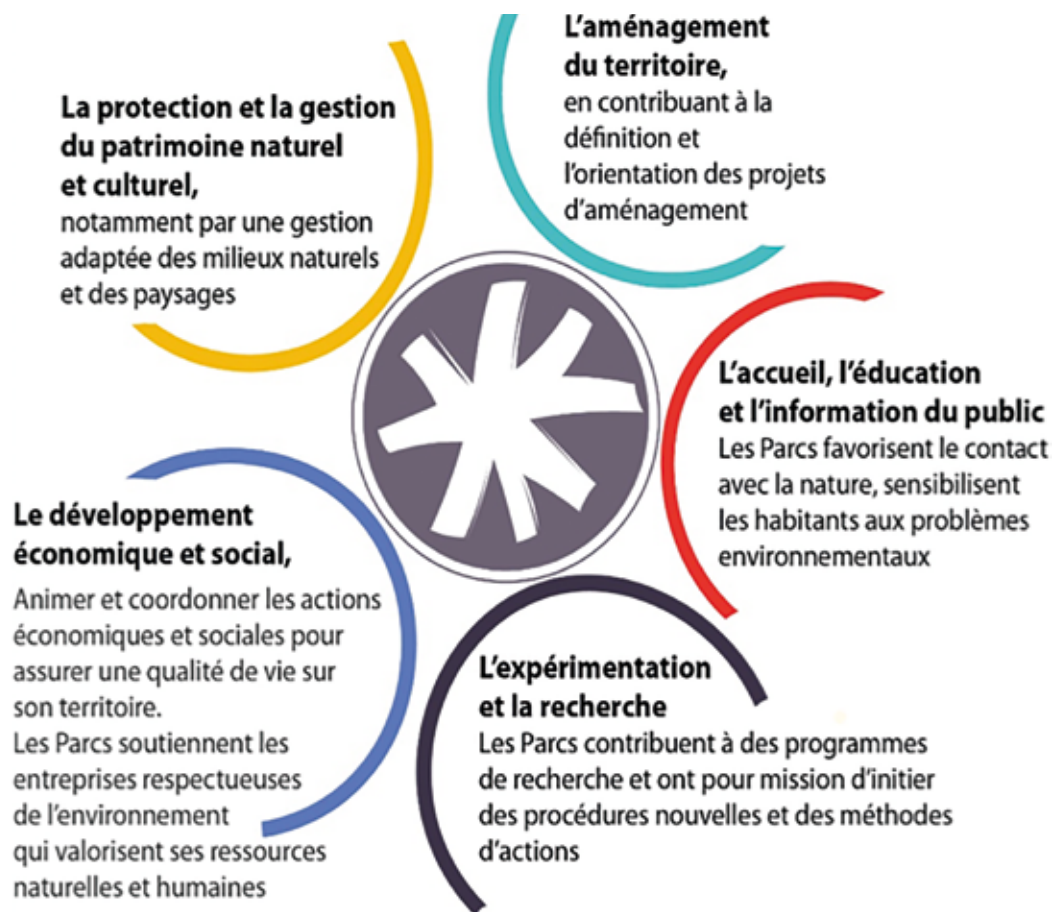 La protection et la gestion
du patrimoine naturel
et culturel,
notamment par une gestion
adaptée des milieux naturels
et des paysages
L'aménagement
du territoire,
en contribuant à la
définition et
l'orientation des projets
d'aménagement
L'accueil, l'éducation
et l'information du public
Les Parcs favorisent le contact
avec la nature, sensibilisent
les habitants aux problèmes
environnementaux
Le développement
économique et social,
Animer et coordonner les actions
économiques et sociales pour
assurer une qualité de vie sur
son territoire.
Les Parcs soutiennent les
entreprises respectueuses
de l'environnement
qui valorisent ses ressources
naturelles et humaines
L'expérimentation
et la recherche
Les Parcs contribuent à des programmes
de recherche et ont pour mission d'initier
des procédures nouvelles et des méthodes
d'actions